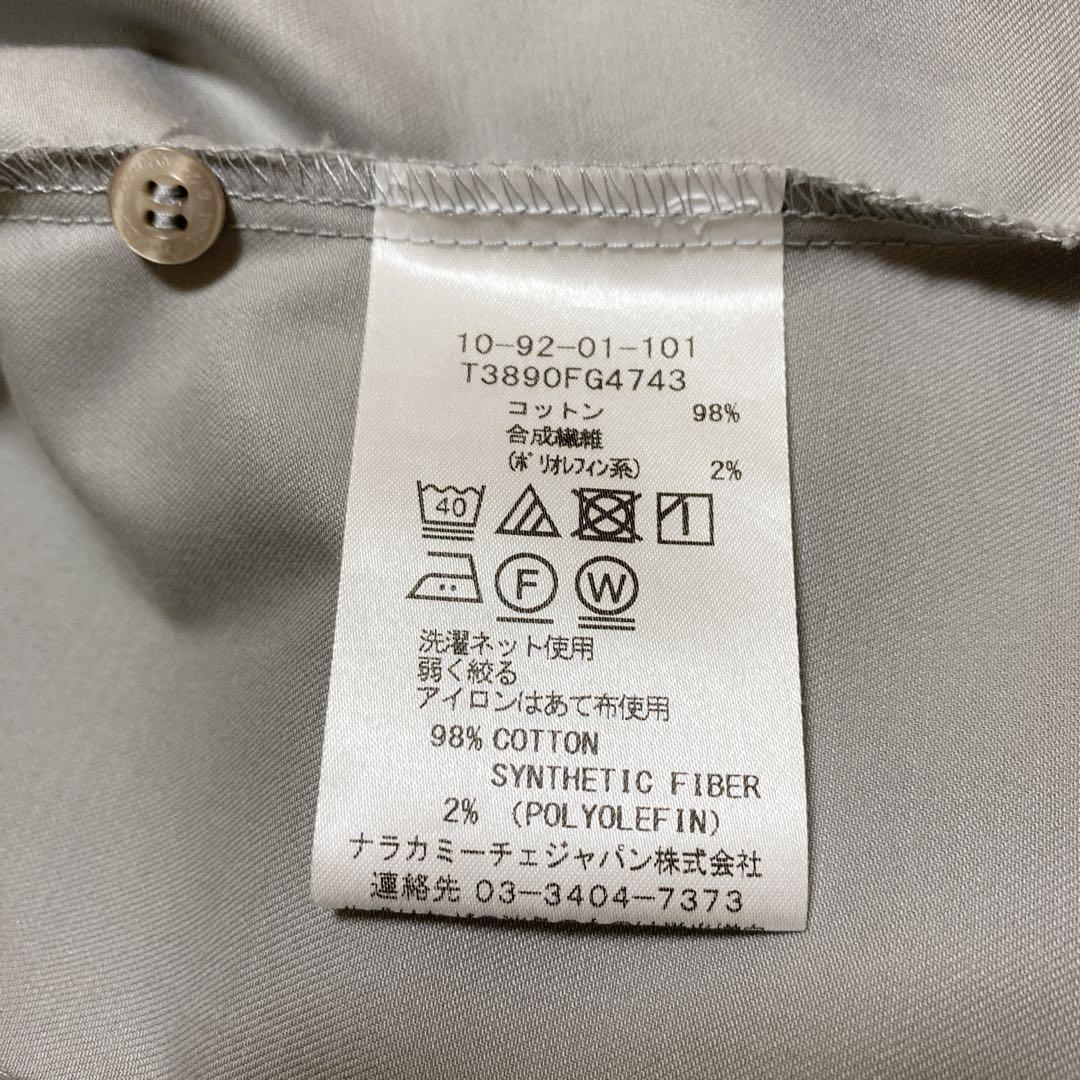 10-92-01-101
T3890FG4743
コットン 98%
合成繊維
(ポリオレフィン系) 2%
40
F W
洗濯ネット使用
弱く絞る
アイロンはあて布使用
98% COTTON
SYNTHETIC FIBER
2% (POLYOLEFIN)
ナラカミーチェジャパン株式会社
連絡先 03-3404-7373